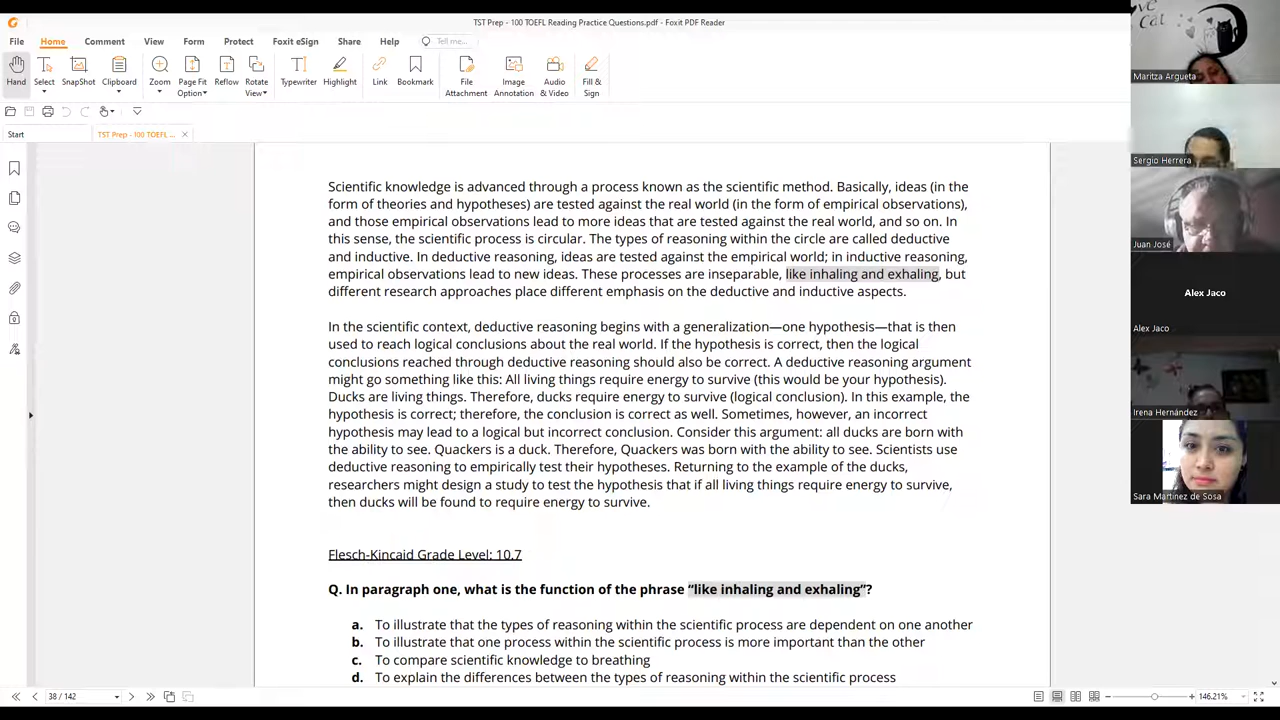 TST Prep - 100 TOEFL Reading Practice Questions.pdf - Foxit PDF Reader
File Home Comment View Form Protect Foxit eSign Share Help Tell me...
Hand Select SnapShot Clipboard Zoom Page Fit Option Reflow Rotate View Typewriter Highlight Link Bookmark File Attachment Image Annotation Audio & Video Fill & Sign
Start TST Prep - 100 TOEFL ...
Scientific knowledge is advanced through a process known as the scientific method. Basically, ideas (in the
form of theories and hypotheses) are tested against the real world (in the form of empirical observations),
and those empirical observations lead to more ideas that are tested against the real world, and so on. In
this sense, the scientific process is circular. The types of reasoning within the circle are called deductive
and inductive. In deductive reasoning, ideas are tested against the empirical world; in inductive reasoning,
empirical observations lead to new ideas. These processes are inseparable, like inhaling and exhaling, but
different research approaches place different emphasis on the deductive and inductive aspects.
In the scientific context, deductive reasoning begins with a generalization—one hypothesis—that is then
used to reach logical conclusions about the real world. If the hypothesis is correct, then the logical
conclusions reached through deductive reasoning should also be correct. A deductive reasoning argument
might go something like this: All living things require energy to survive (this would be your hypothesis).
Ducks are living things. Therefore, ducks require energy to survive (logical conclusion). In this example, the
hypothesis is correct; therefore, the conclusion is correct as well. Sometimes, however, an incorrect
hypothesis may lead to a logical but incorrect conclusion. Consider this argument: all ducks are born with
the ability to see. Quackers is a duck. Therefore, Quackers was born with the ability to see. Scientists use
deductive reasoning to empirically test their hypotheses. Returning to the example of the ducks,
researchers might design a study to test the hypothesis that if all living things require energy to survive,
then ducks will be found to require energy to survive.
Flesch-Kincaid Grade Level: 10.7
Q. In paragraph one, what is the function of the phrase “like inhaling and exhaling”?
a. To illustrate that the types of reasoning within the scientific process are dependent on one another
b. To illustrate that one process within the scientific process is more important than the other
c. To compare scientific knowledge to breathing
d. To explain the differences between the types of reasoning within the scientific process
38 / 142
146.21%
cat
Maritza Argueta
Sergio Herrera
Juan José
Alex Jaco
Alex Jaco
Irena Hernández
Sara Martinez de Sosa